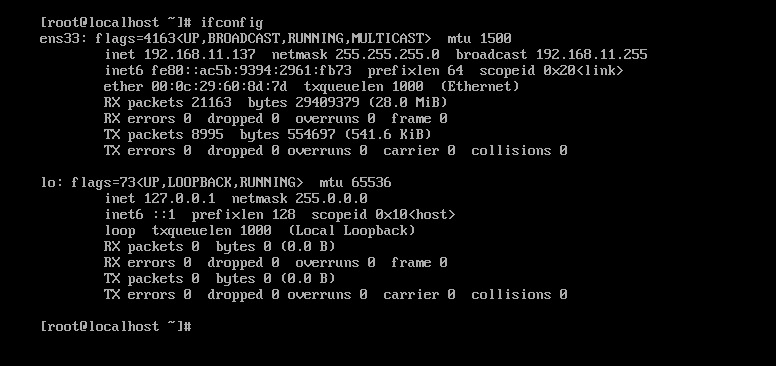 [root@localhost ~]# ifconfig
ens33: flags=4163<UP,BROADCAST,RUNNING,MULTICAST>  mtu 1500
        inet 192.168.11.137  netmask 255.255.255.0  broadcast 192.168.11.255
        inet6 fe80::ac5b:9394:2961:fb73  prefixlen 64  scopeid 0x20<link>
        ether 00:0c:29:60:8d:7d  txqueuelen 1000  (Ethernet)
        RX packets 21163  bytes 29409379 (28.0 MiB)
        RX errors 0  dropped 0  overruns 0  frame 0
        TX packets 8995  bytes 554697 (541.6 KiB)
        TX errors 0  dropped 0 overruns 0  carrier 0  collisions 0

lo: flags=73<UP,LOOPBACK,RUNNING>  mtu 65536
        inet 127.0.0.1  netmask 255.0.0.0
        inet6 ::1  prefixlen 128  scopeid 0x10<host>
        loop  txqueuelen 1000  (Local Loopback)
        RX packets 0  bytes 0 (0.0 B)
        RX errors 0  dropped 0  overruns 0  frame 0
        TX packets 0  bytes 0 (0.0 B)
        TX errors 0  dropped 0 overruns 0  carrier 0  collisions 0

[root@localhost ~]#